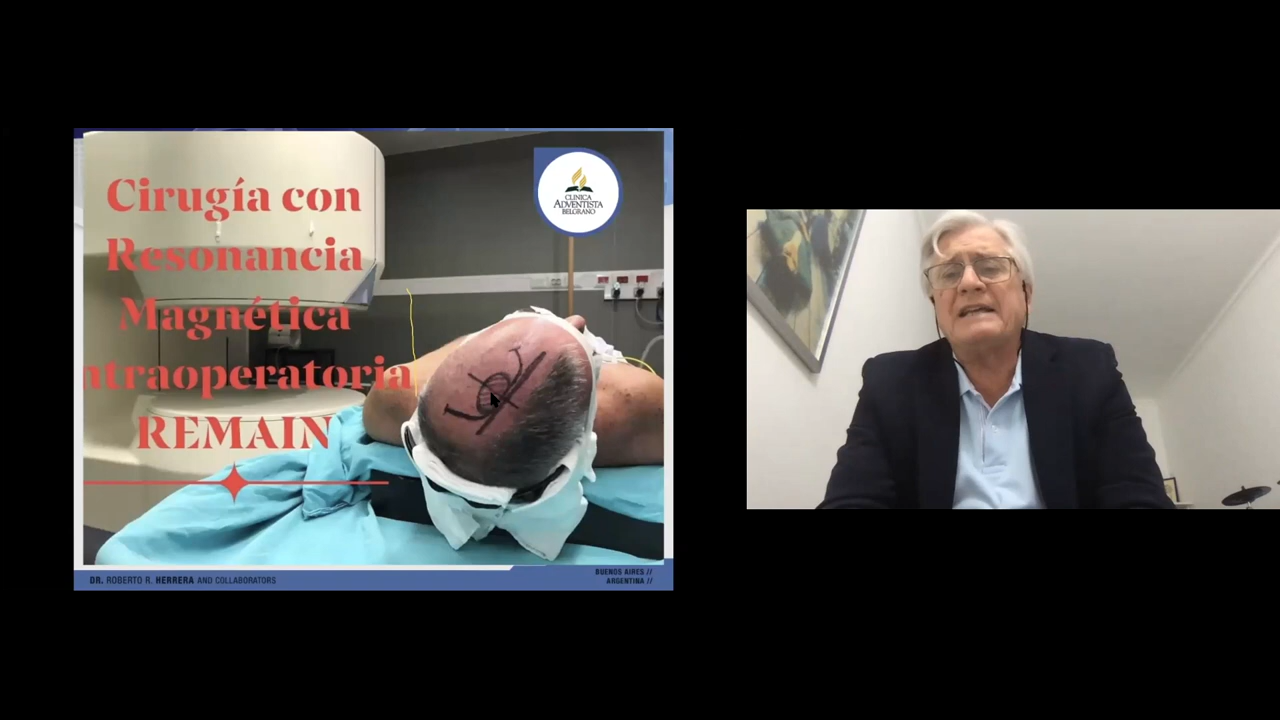 Cirugía con
Resonancia
Magnética
ntraoperatoria
REMAIN
CLINICA
ADVENTISTA
BELGRANO
DR. ROBERTO R. HERRERA AND COLLABORATORS
BUENOS AIRES //
ARGENTINA //